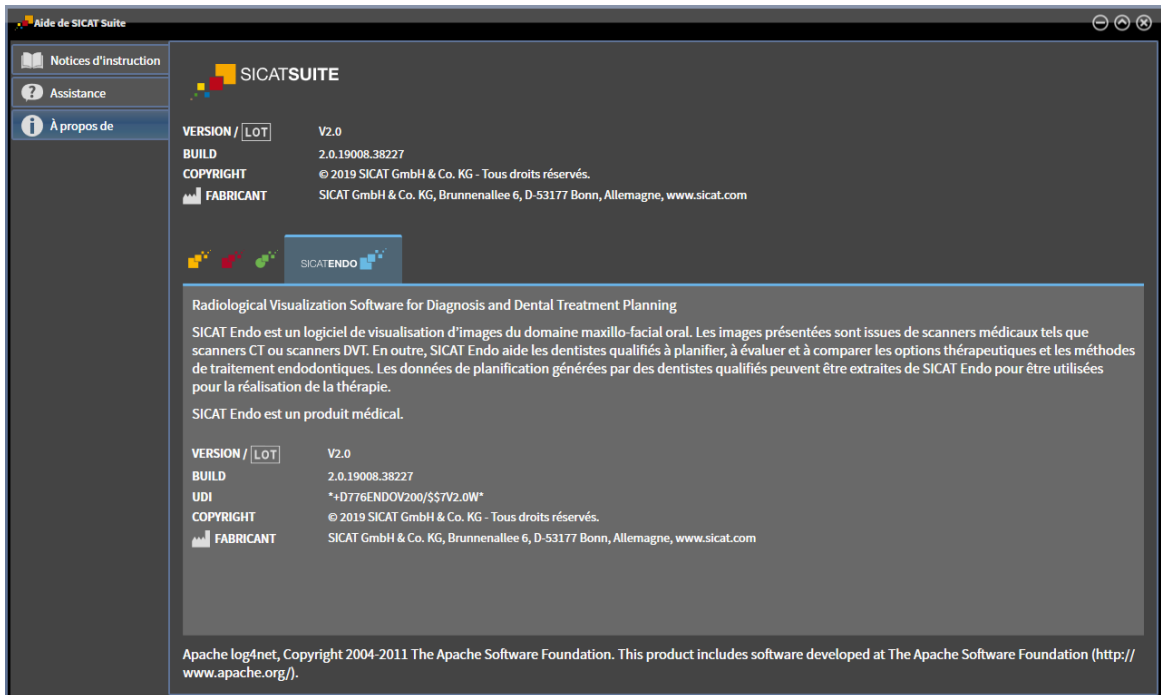 Aide de SICAT Suite
Notices d'instruction
Assistance
À propos de
SICATSUITE
VERSION / LOT V2.0
BUILD 2.0.19008.38227
COPYRIGHT © 2019 SICAT GmbH & Co. KG - Tous droits réservés.
FABRICANT SICAT GmbH & Co. KG, Brunnenallee 6, D-53177 Bonn, Allemagne, www.sicat.com
SICATENDO
Radiological Visualization Software for Diagnosis and Dental Treatment Planning
SICAT Endo est un logiciel de visualisation d'images du domaine maxillo-facial oral. Les images présentées sont issues de scanners médicaux tels que
scanners CT ou scanners DVT. En outre, SICAT Endo aide les dentistes qualifiés à planifier, à évaluer et à comparer les options thérapeutiques et les méthodes
de traitement endodontiques. Les données de planification générées par des dentistes qualifiés peuvent être extraites de SICAT Endo pour être utilisées
pour la réalisation de la thérapie.
SICAT Endo est un produit médical.
VERSION / LOT V2.0
BUILD 2.0.19008.38227
UDI *+D776ENDOV200/$$7V2.0W*
COPYRIGHT © 2019 SICAT GmbH & Co. KG - Tous droits réservés.
FABRICANT SICAT GmbH & Co. KG, Brunnenallee 6, D-53177 Bonn, Allemagne, www.sicat.com
Apache log4net, Copyright 2004-2011 The Apache Software Foundation. This product includes software developed at The Apache Software Foundation (http://
www.apache.org/).